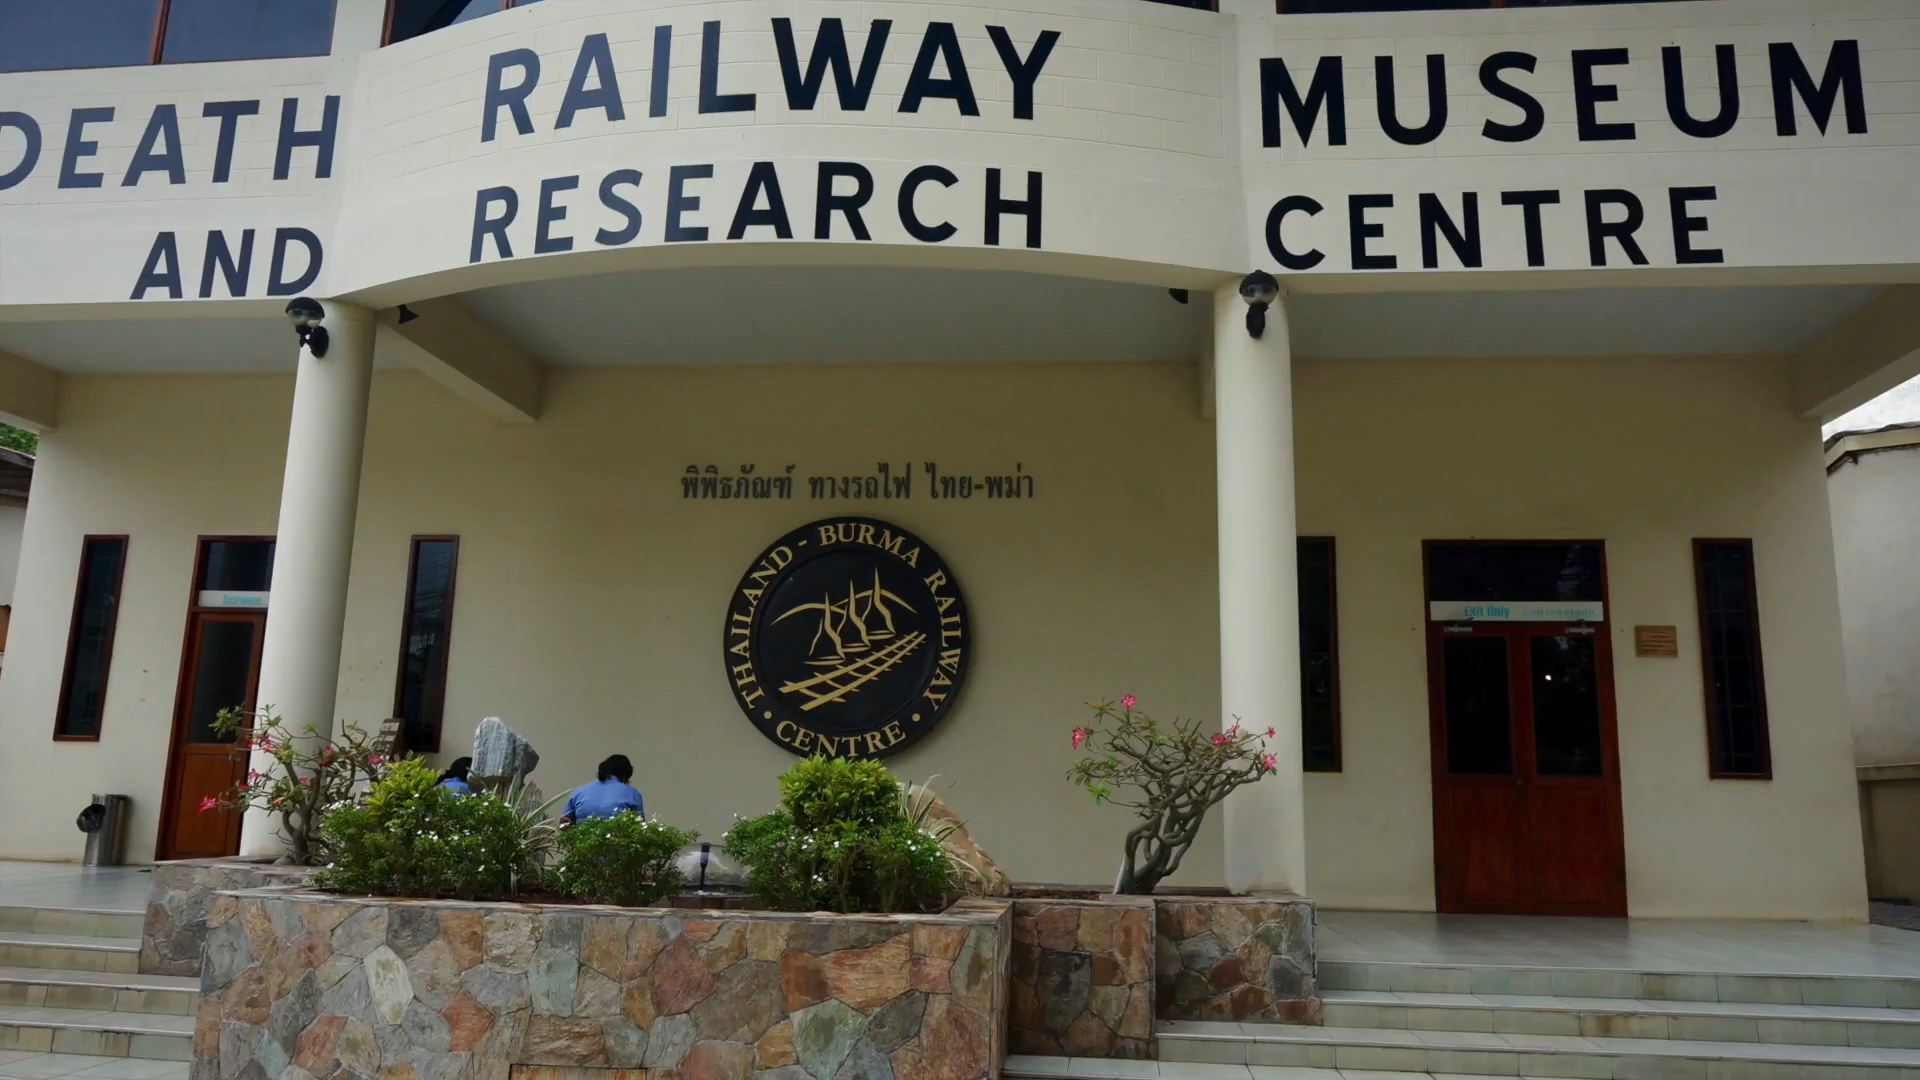 DEATH RAILWAY MUSEUM
AND RESEARCH CENTRE
พิพิธภัณฑ์ ทางรถไฟ ไทย-พม่า
THAILAND - BURMA RAILWAY
• CENTRE •
Entrance
Exit Only